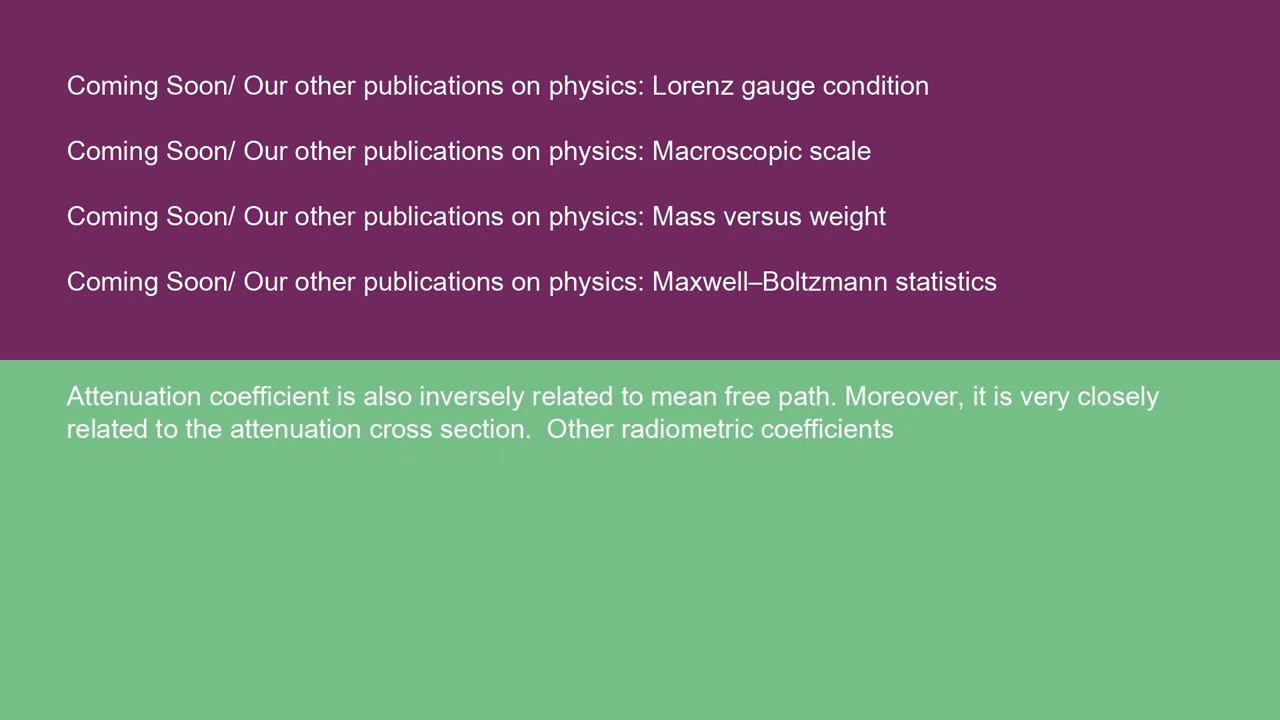 Coming Soon/ Our other publications on physics: Lorenz gauge condition
Coming Soon/ Our other publications on physics: Macroscopic scale
Coming Soon/ Our other publications on physics: Mass versus weight
Coming Soon/ Our other publications on physics: Maxwell–Boltzmann statistics
Attenuation coefficient is also inversely related to mean free path. Moreover, it is very closely
related to the attenuation cross section.  Other radiometric coefficients